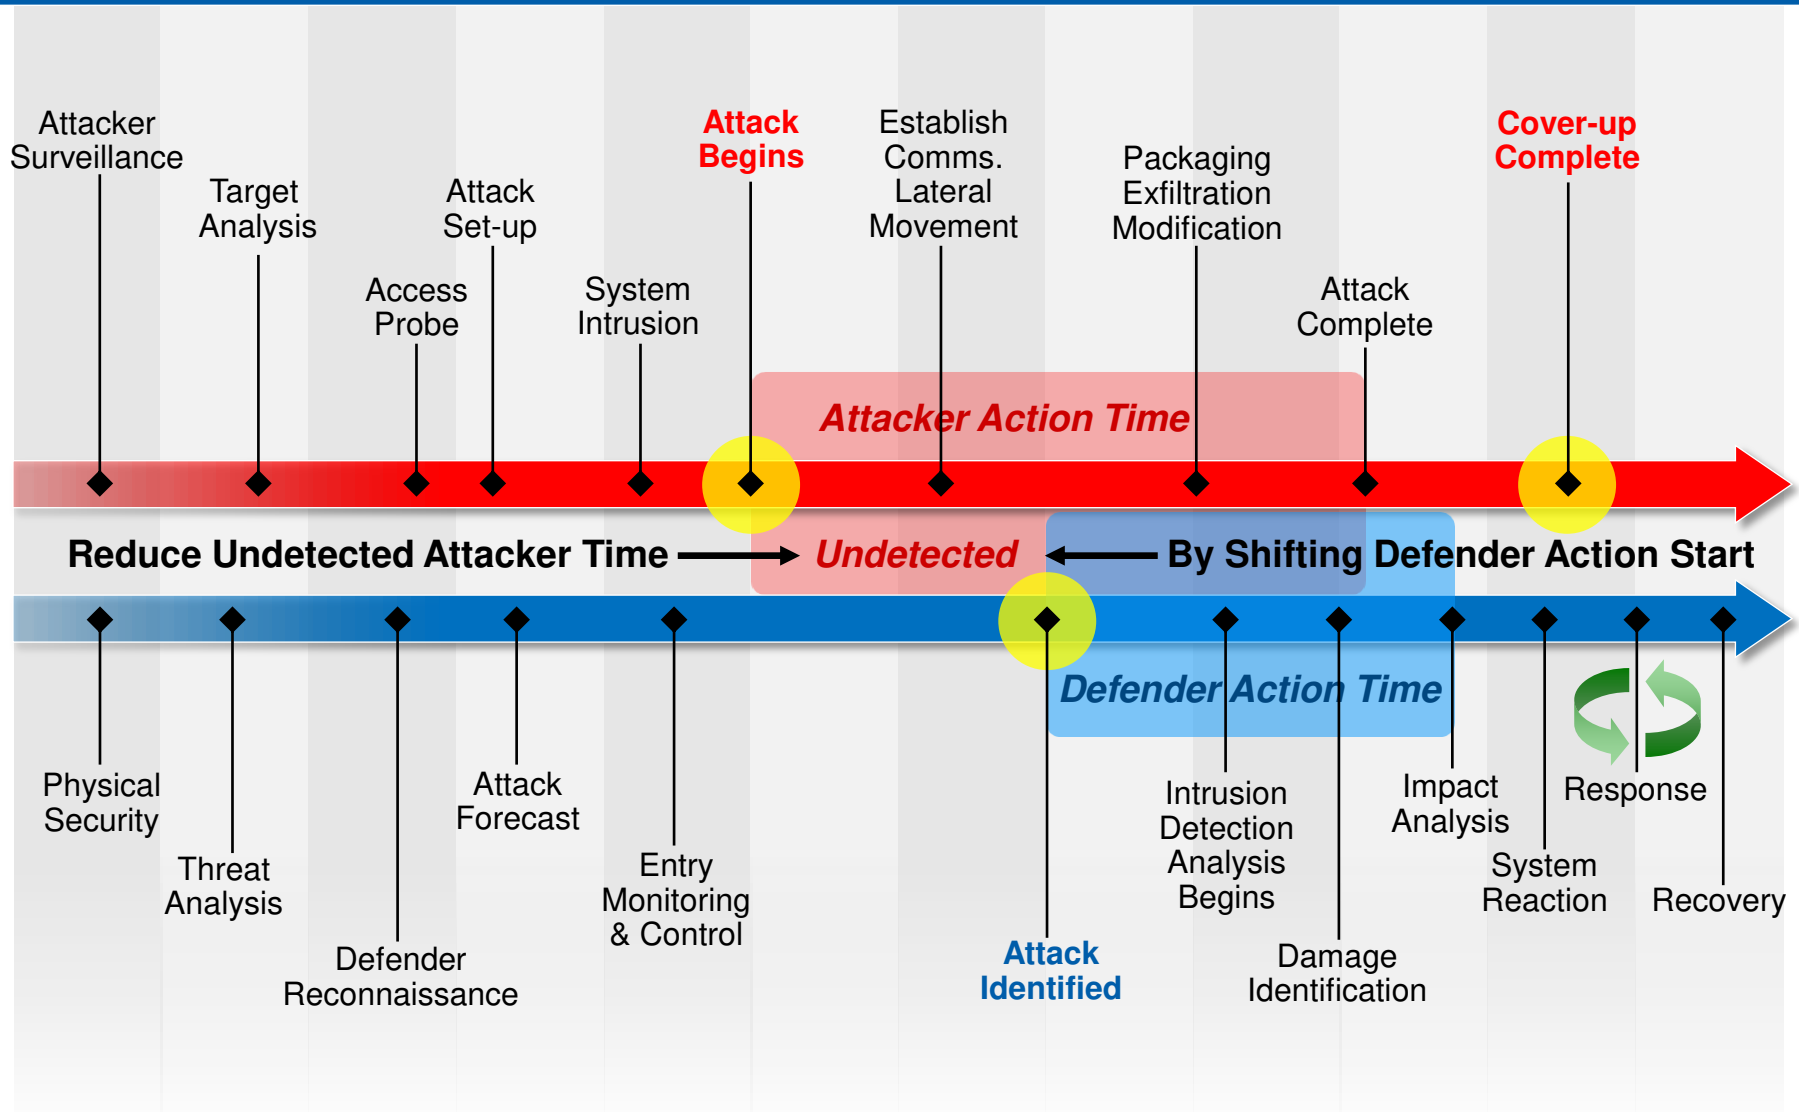 Attacker
Surveillance
Target
Analysis
Access
Probe
Attack
Set-up
System
Intrusion
Attack
Begins
Establish
Comms.
Lateral
Movement
Packaging
Exfiltration
Modification
Attack
Complete
Cover-up
Complete
Attacker Action Time
Reduce Undetected Attacker Time
Undetected
By Shifting Defender Action Start
Defender Action Time
Physical
Security
Threat
Analysis
Defender
Reconnaissance
Attack
Forecast
Entry
Monitoring
& Control
Attack
Identified
Intrusion
Detection
Analysis
Begins
Damage
Identification
Impact
Analysis
System
Reaction
Response
Recovery